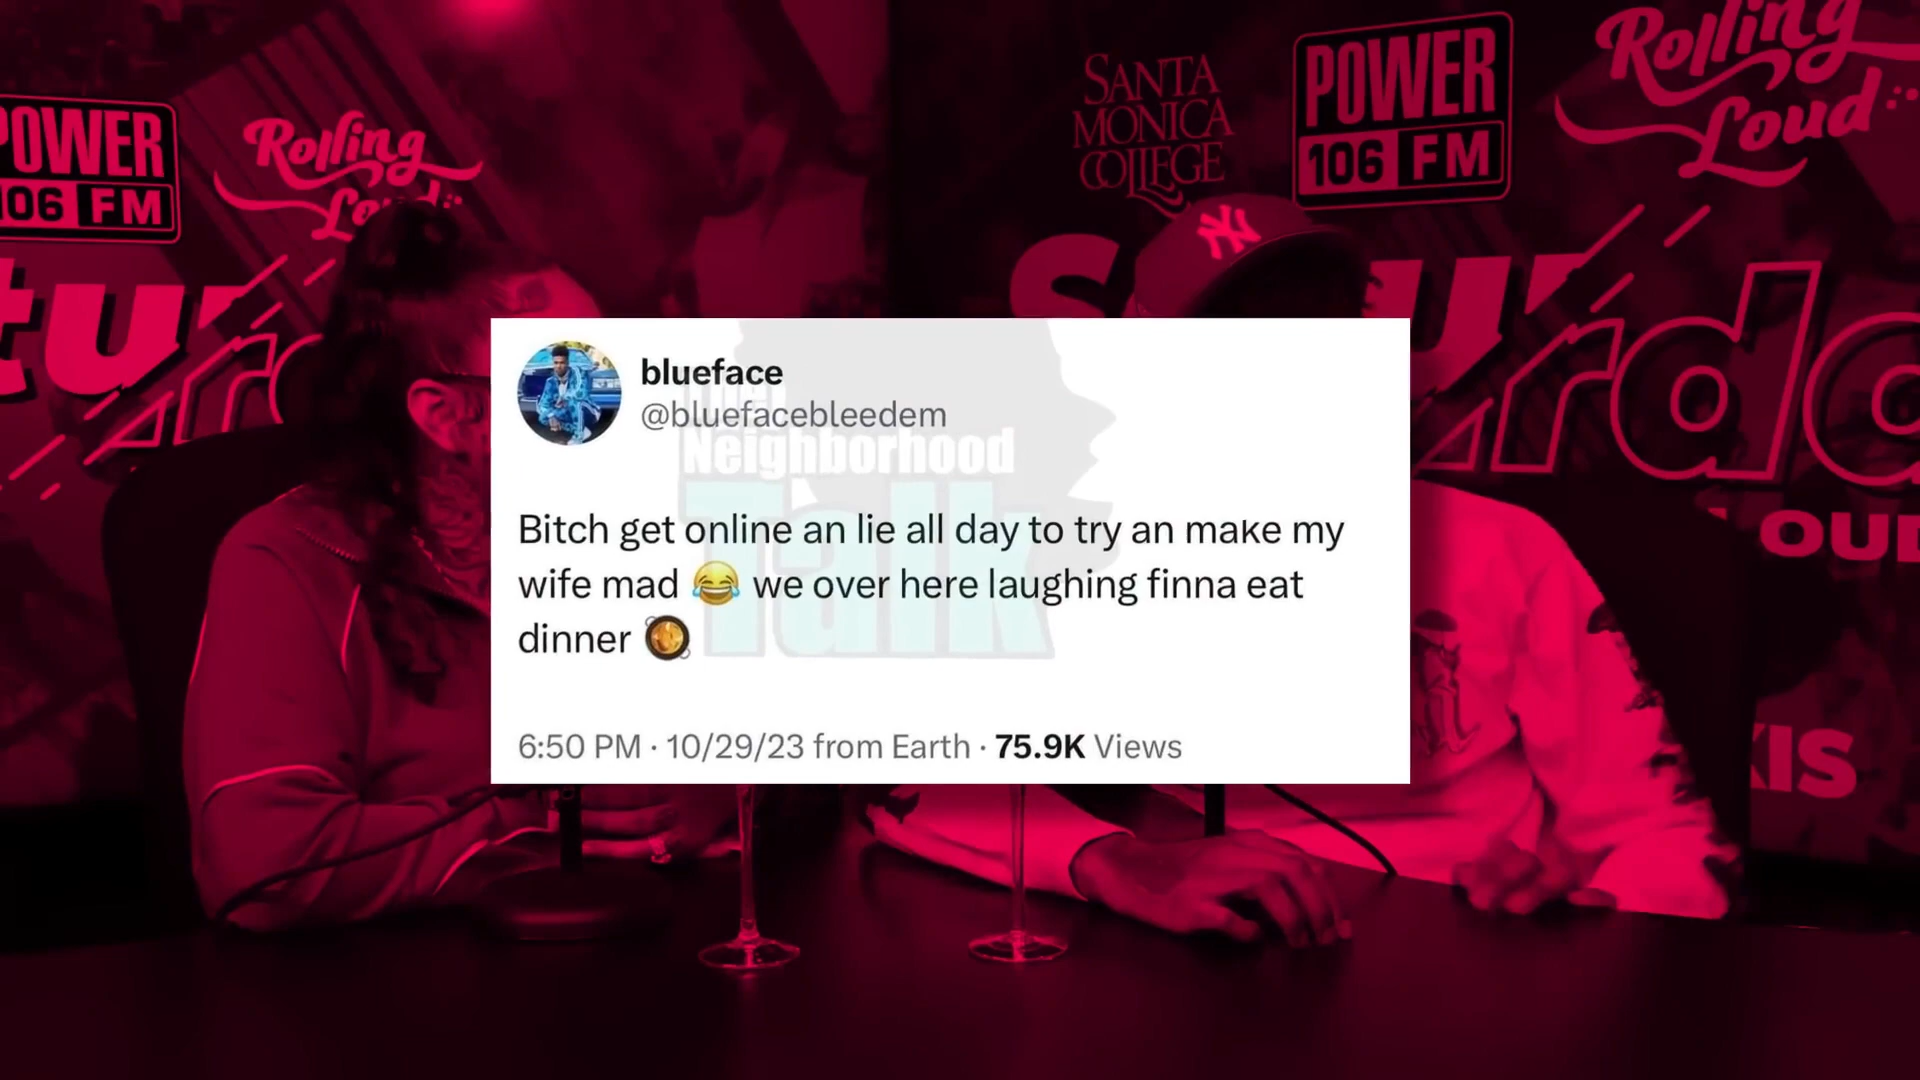 POWER
106 FM
Rolling
Loud
SANTA
MONICA
COLLEGE
POWER
106 FM
Rolling
Loud
NY
blueface
@bluefacebleedem
Neighborhood
Talk
Bitch get online an lie all day to try an make my
wife mad 😂 we over here laughing finna eat
dinner 🥘
6:50 PM · 10/29/23 from Earth · 75.9K Views